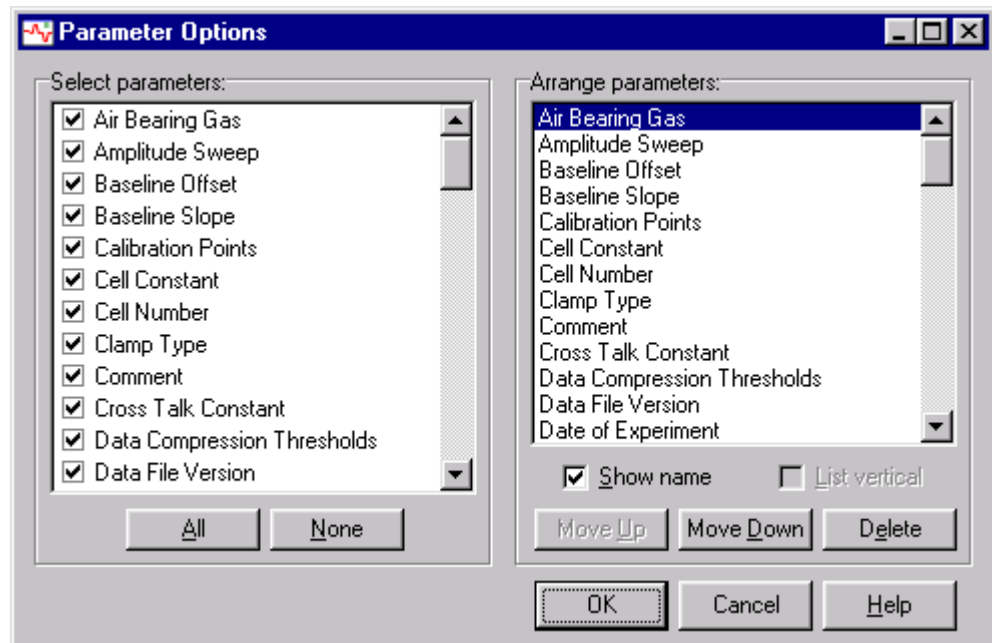 Parameter Options
Select parameters:
Air Bearing Gas
Amplitude Sweep
Baseline Offset
Baseline Slope
Calibration Points
Cell Constant
Cell Number
Clamp Type
Comment
Cross Talk Constant
Data Compression Thresholds
Data File Version
All None
Arrange parameters:
Air Bearing Gas
Amplitude Sweep
Baseline Offset
Baseline Slope
Calibration Points
Cell Constant
Cell Number
Clamp Type
Comment
Cross Talk Constant
Data Compression Thresholds
Data File Version
Date of Experiment
Show name List vertical
Move Up Move Down Delete
OK Cancel Help